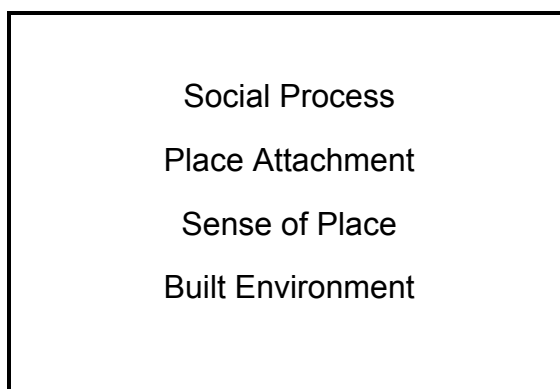 Social Process
Place Attachment
Sense of Place
Built Environment